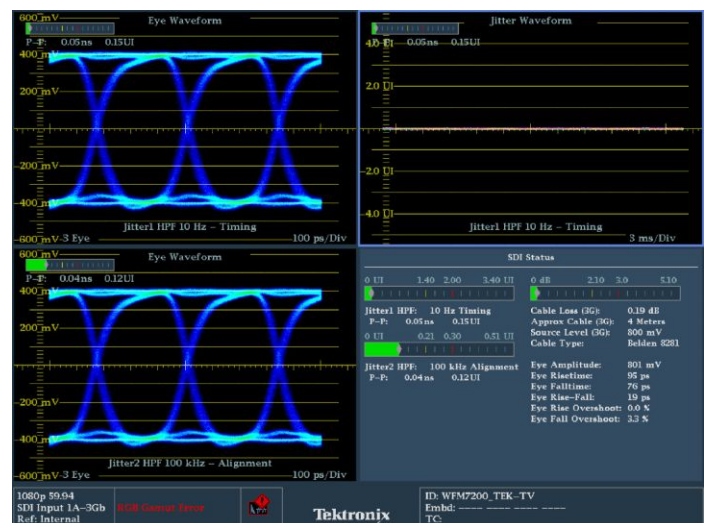 600 mV
Eye Waveform
P-P: 0.05ns 0.15UI
400 mV
200 mV
-200 mV
-400 mV
Jitter1 HPF 10 Hz - Timing
-600 mV-3 Eye
100 ps/Div
Jitter Waveform
4.0 UI
P-P: 0.05ns 0.15UI
2.0 UI
-2.0 UI
-4.0 UI
Jitter1 HPF 10 Hz - Timing
3 ms/Div
Eye Waveform
P-P: 0.04ns 0.12UI
400 mV
200 mV
-200 mV
-400 mV
Jitter2 HPF 100 kHz - Alignment
-600 mV-3 Eye
100 ps/Div
SDI Status
0 UI 1.40 2.00 3.40 UI
Jitter1 HPF: 10 Hz Timing
P-P: 0.05ns 0.15UI
0 UI 0.21 0.30 0.51 UI
Jitter2 HPF: 100 kHz Alignment
P-P: 0.04ns 0.12UI
0 dB 2.10 3.0 5.10
Cable Loss (3G): 0.19 dB
Approx Cable (3G): 4 Meters
Source Level (3G): 800 mV
Cable Type: Belden 8281
Eye Amplitude: 801 mV
Eye Risetime: 95 ps
Eye Falltime: 76 ps
Eye Rise-Fall: 19 ps
Eye Rise Overshoot: 0.0 %
Eye Fall Overshoot: 3.3 %
1080p 59.94
SDI Input 1A-3Gb
Ref: Internal
RGB Gamut Error
Tektronix
ID: WFM7200_TEK-TV
Embd: ---- ---- ---- ----
TC: